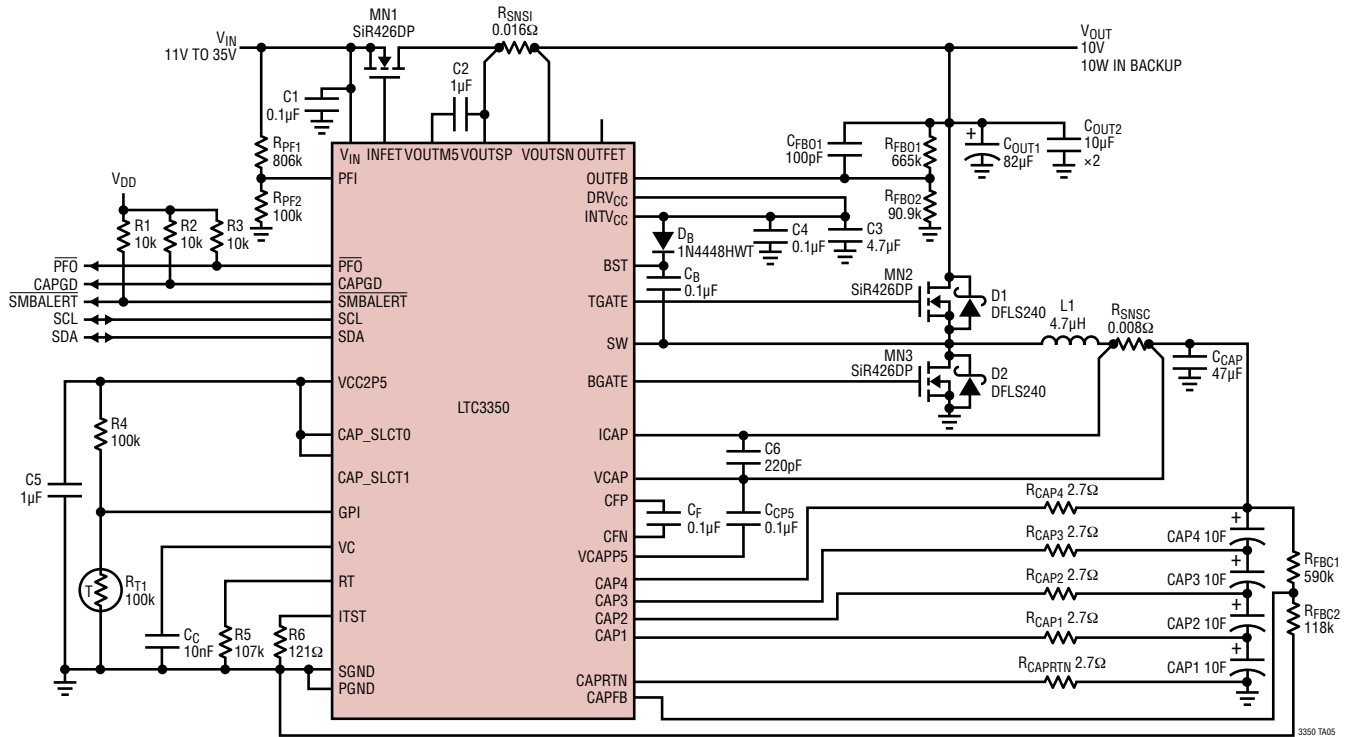 VIN
11V TO 35V
MN1
SiR426DP
RSNSI
0.016Ω
VOUT
10V
10W IN BACKUP
C1
0.1µF
C2
1µF
RPF1
806k
RPF2
100k
VDD
R1
10k
R2
10k
R3
10k
VIN
INFET
VOUTM5
VOUTSP
VOUTSN
OUTFET
CFBO1
100pF
RFBO1
665k
COUT1
82µF
+
COUT2
10µF
×2
RFBO2
90.9k
PFI
PFO
CAPGD
SMBALERT
SCL
SDA
PFO
CAPGD
SMBALERT
SCL
SDA
OUTFB
DRVCC
INTVCC
BST
TGATE
SW
BGATE
DB
1N4448HWT
C4
0.1µF
C3
4.7µF
CB
0.1µF
MN2
SiR426DP
D1
DFLS240
L1
4.7µH
RSNSC
0.008Ω
MN3
SiR426DP
D2
DFLS240
CCAP
47µF
LTC3350
VCC2P5
CAP_SLCT0
CAP_SLCT1
GPI
VC
RT
ITST
SGND
PGND
R4
100k
C5
1µF
T
RT1
100k
CC
10nF
R5
107k
R6
121Ω
ICAP
VCAP
CFP
CFN
VCAPP5
CAP4
CAP3
CAP2
CAP1
CAPRTN
CAPFB
C6
220pF
CF
0.1µF
CCP5
0.1µF
RCAP4 2.7Ω
RCAP3 2.7Ω
RCAP2 2.7Ω
RCAP1 2.7Ω
RCAPRTN 2.7Ω
+
CAP4 10F
+
CAP3 10F
+
CAP2 10F
+
CAP1 10F
RFBC1
590k
RFBC2
118k
3350 TA05